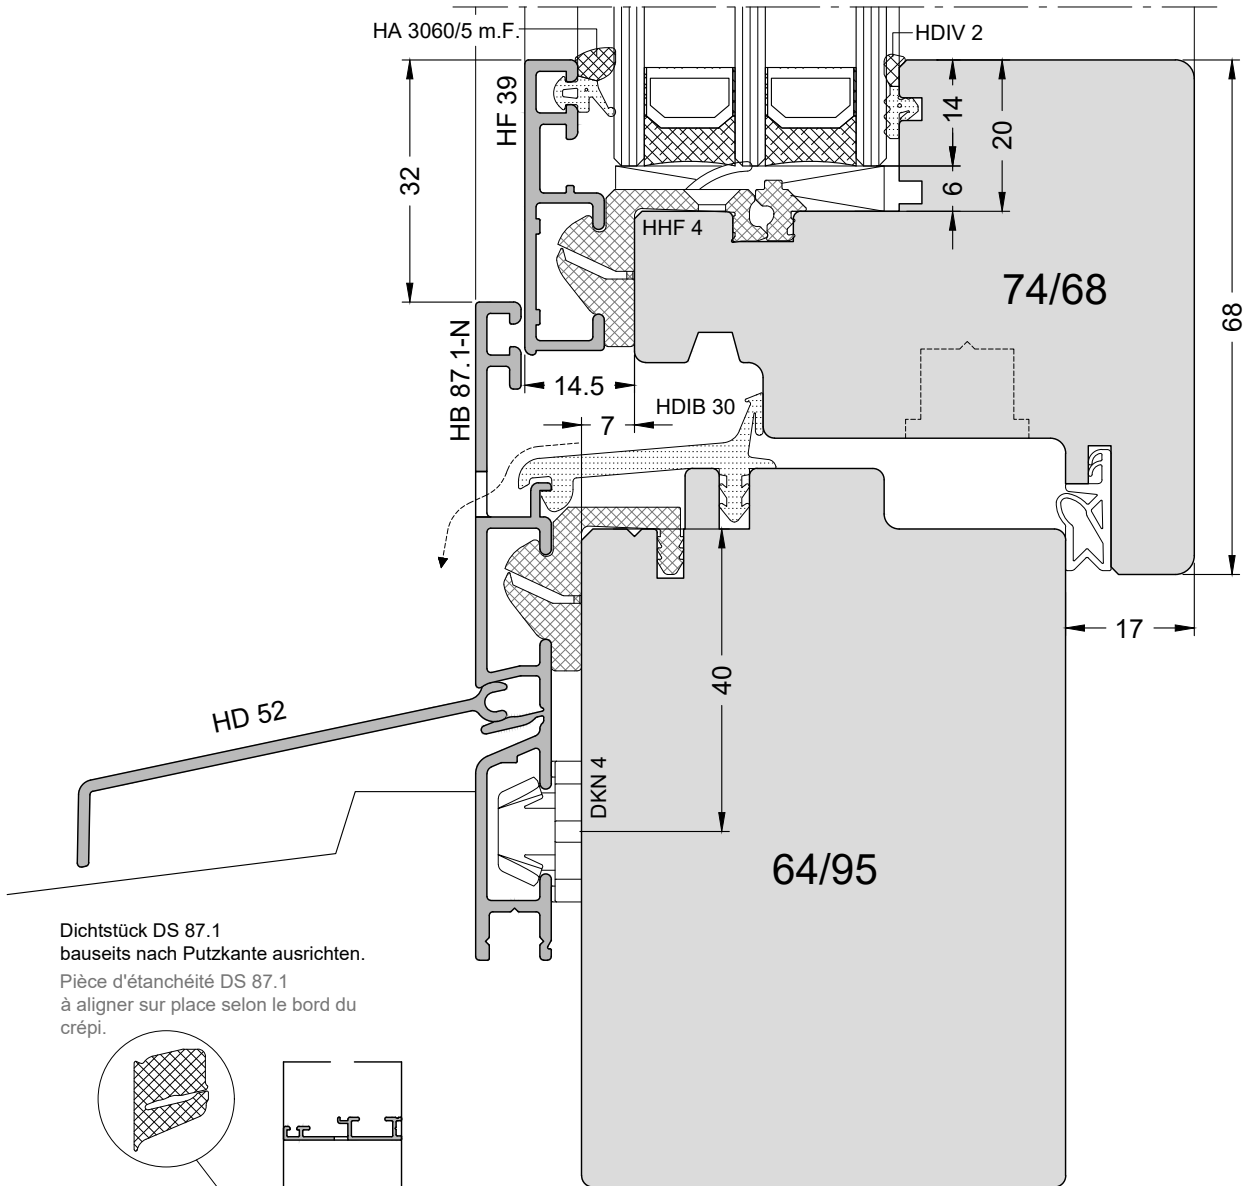 HA 3060/5 m.F.
HDIV 2
HF 39
32
14
20
6
HHF 4
74/68
68
HB 87.1-N
14.5
HDIB 30
7
17
40
HD 52
DKN 4
64/95
Dichtstück DS 87.1
bauseits nach Putzkante ausrichten.
Pièce d'étanchéité DS 87.1
à aligner sur place selon le bord du
crépi.